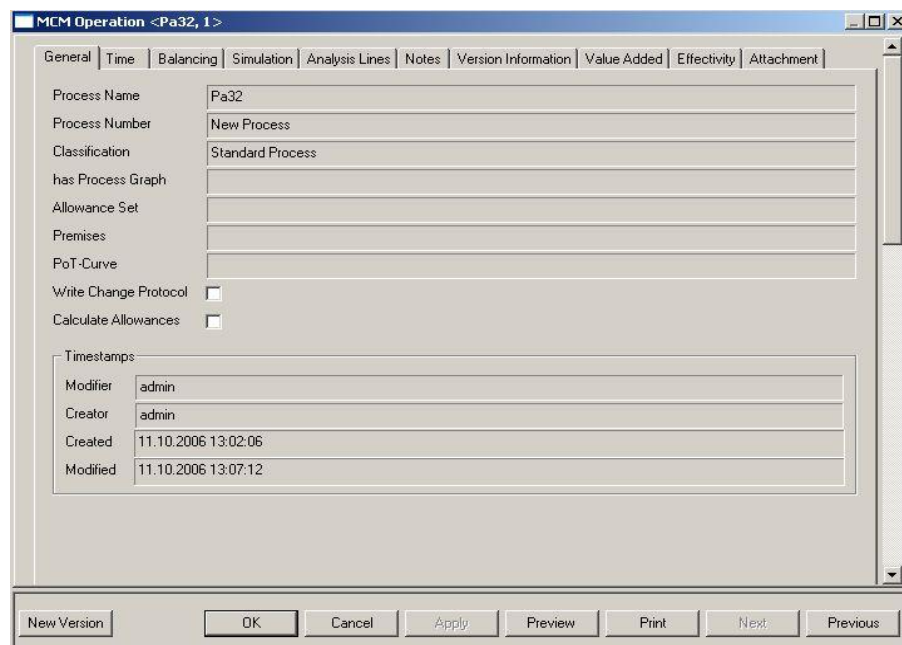 MCM Operation <Pa32, 1>
General Time Balancing Simulation Analysis Lines Notes Version Information Value Added Effectivity Attachment
Process Name Pa32
Process Number New Process
Classification Standard Process
has Process Graph
Allowance Set
Premises
PoT-Curve
Write Change Protocol
Calculate Allowances
Timestamps
Modifier admin
Creator admin
Created 11.10.2006 13:02:06
Modified 11.10.2006 13:07:12
New Version OK Cancel Apply Preview Print Next Previous